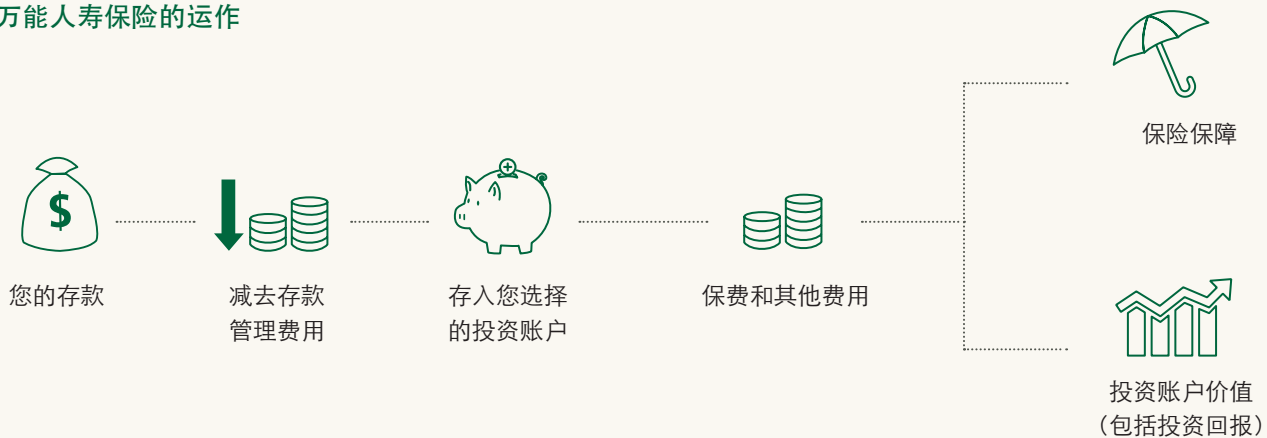 万能人寿保险的运作
保险保障
$
您的存款
减去存款
管理费用
存入您选择
的投资账户
保费和其他费用
投资账户价值
（包括投资回报）